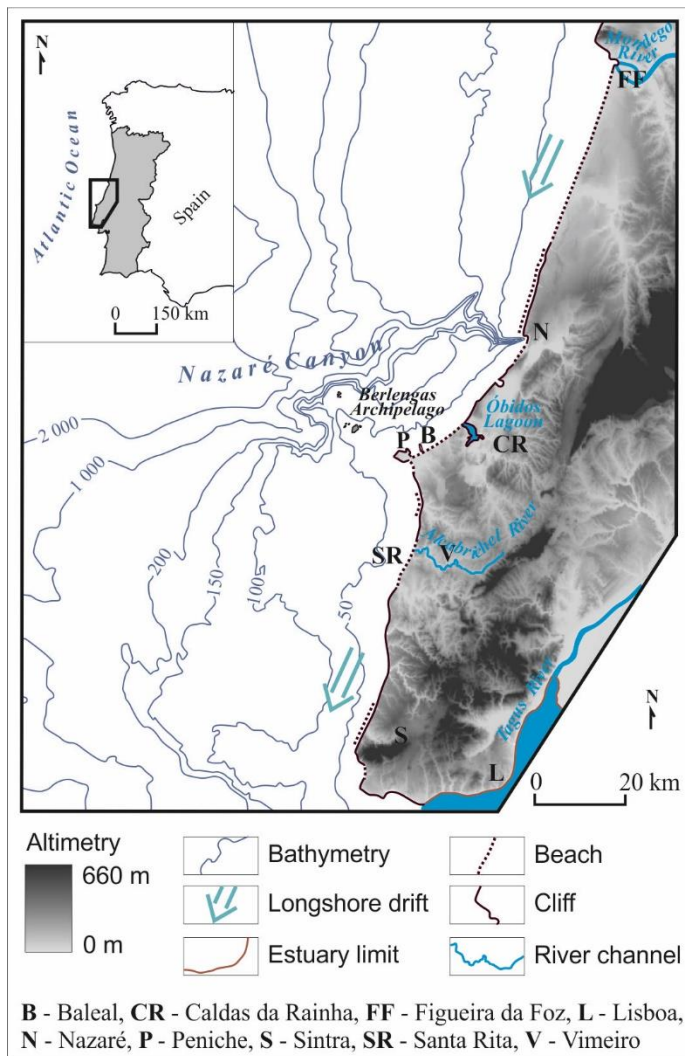 N
Atlantic Ocean
Spain
0 150 km
Mondego
River
FF
N
Nazaré Canyon
Berlengas
Archipelago
Óbidos
Lagoon
P B
CR
2 000
1 000
200
150
100
50
Alcabrichel River
SR V
Tagus River
N
S
L
0 20 km
Altimetry
660 m
0 m
Bathymetry
Longshore drift
Estuary limit
Beach
Cliff
River channel
B - Baleal, CR - Caldas da Rainha, FF - Figueira da Foz, L - Lisboa,
N - Nazaré, P - Peniche, S - Sintra, SR - Santa Rita, V - Vimeiro